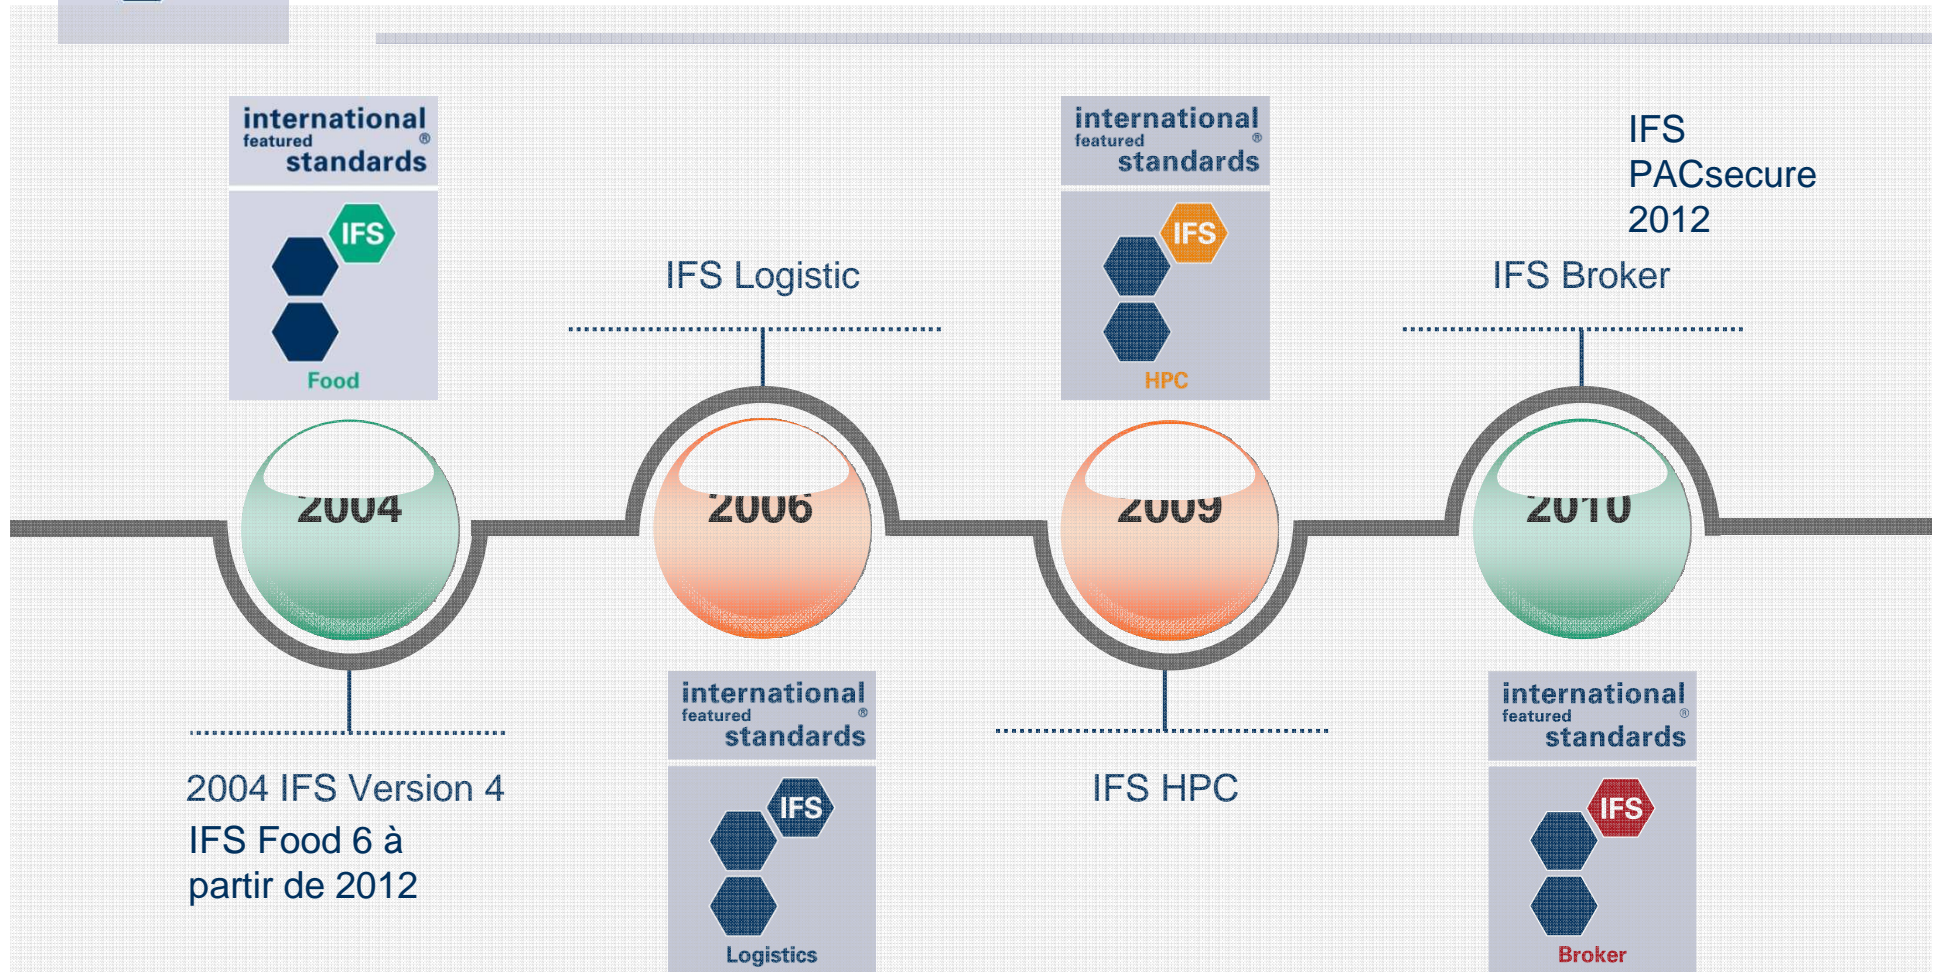 international
featured ®
standards
IFS
Food
IFS Logistic
international
featured ®
standards
IFS
HPC
IFS
PACsecure
2012
IFS Broker
2004
2006
2009
2010
2004 IFS Version 4
IFS Food 6 à
partir de 2012
international
featured ®
standards
IFS
Logistics
IFS HPC
international
featured ®
standards
IFS
Broker